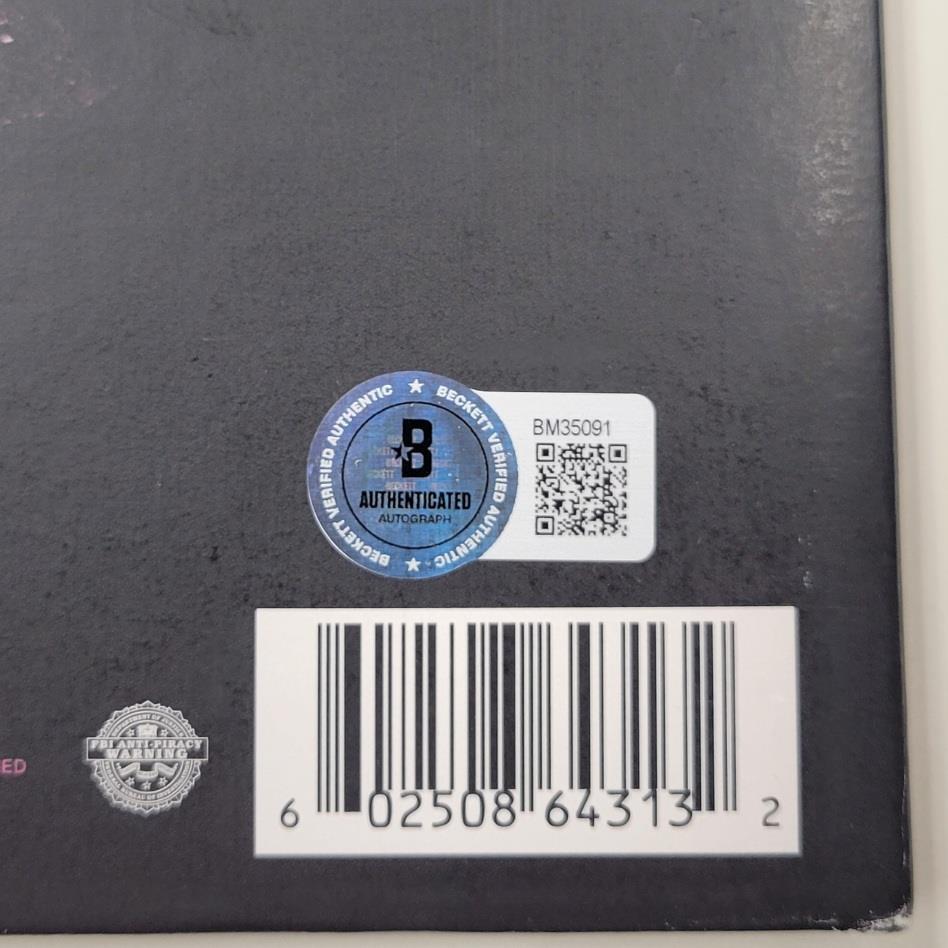 BECKETT VERIFIED AUTHENTIC ★ BECKETT VERIFIED AUTHENTIC ★
B
AUTHENTICATED
AUTOGRAPH
BM35091
FBI ANTI-PIRACY
WARNING
ED
6 02508 64313 2